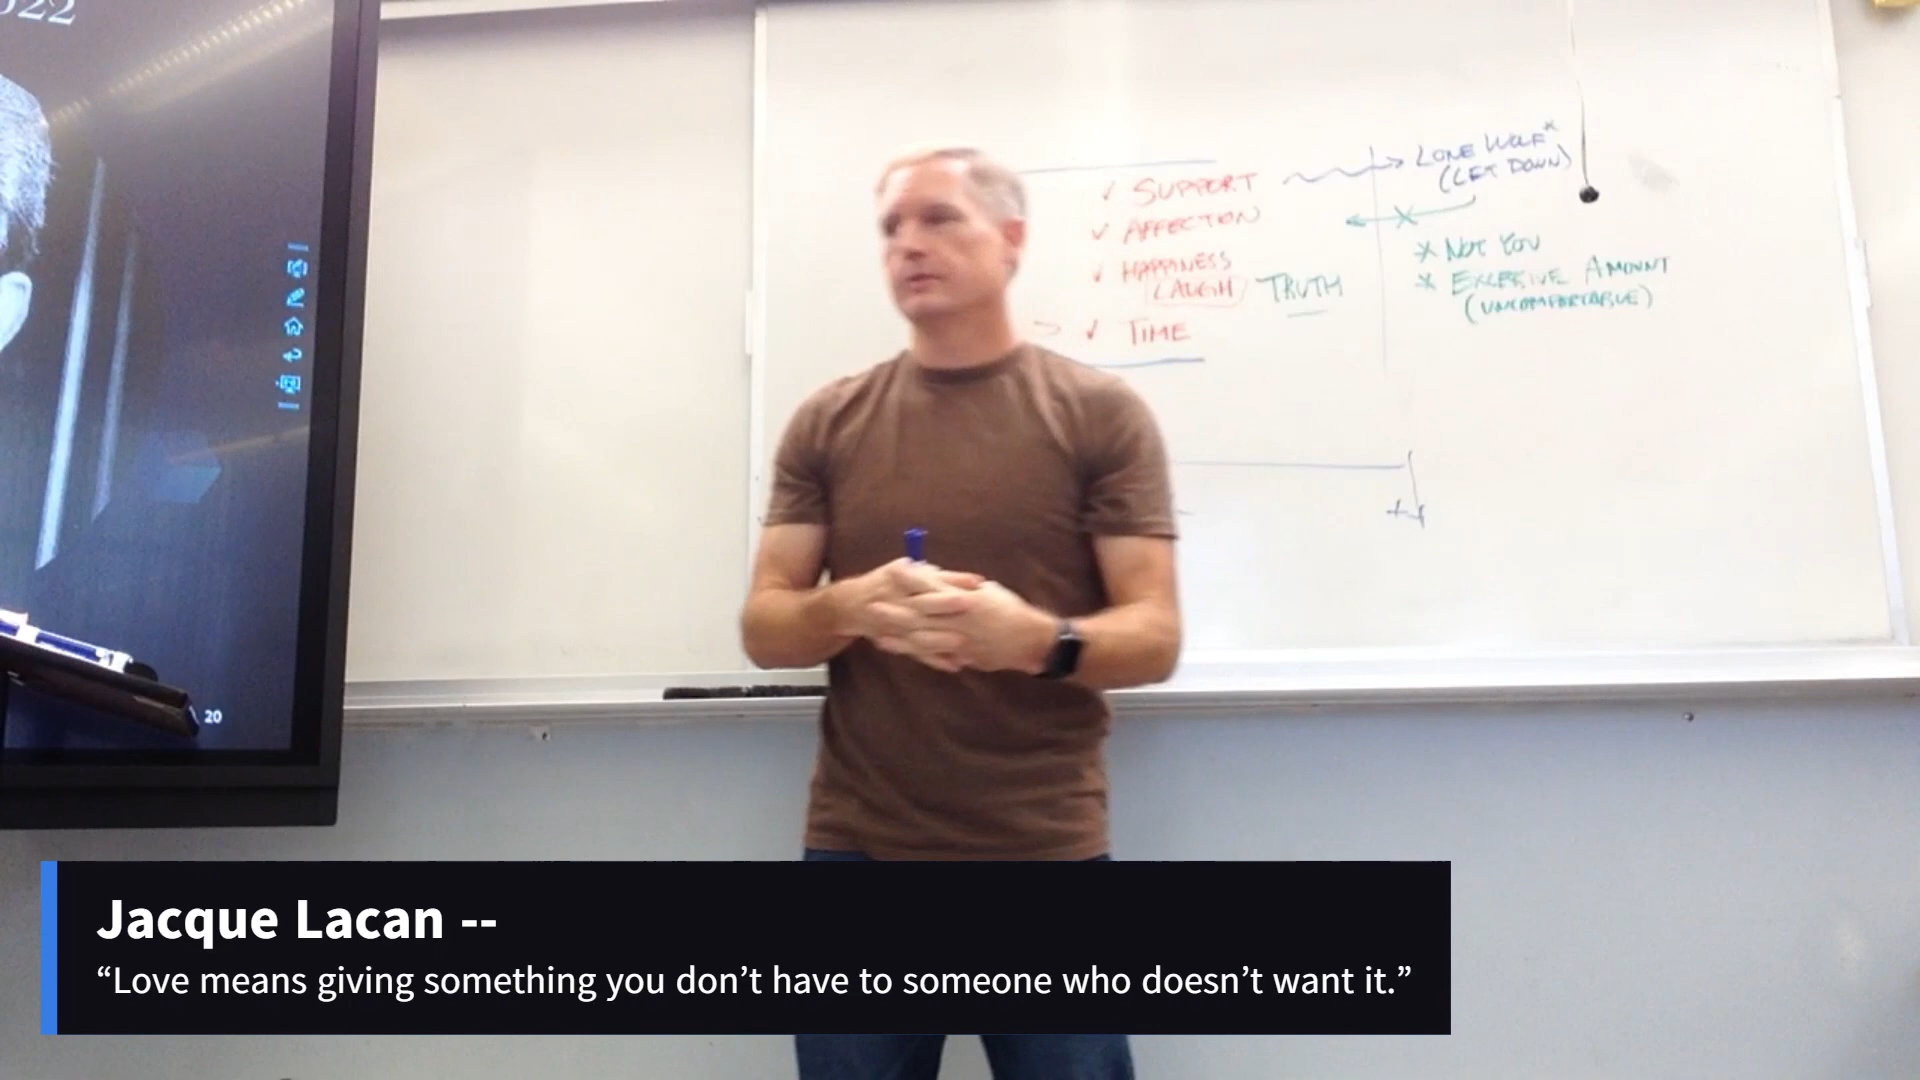 022
20
LONE WOLF*
(LET DOWN)
✓ SUPPORT
✓ AFFECTION
✓ HAPPINESS
LAUGH
TRUTH
✓ TIME
* NOT YOU
* EXCESSIVE AMOUNT
(UNCOMFORTABLE)
Jacque Lacan --
“Love means giving something you don’t have to someone who doesn’t want it.”